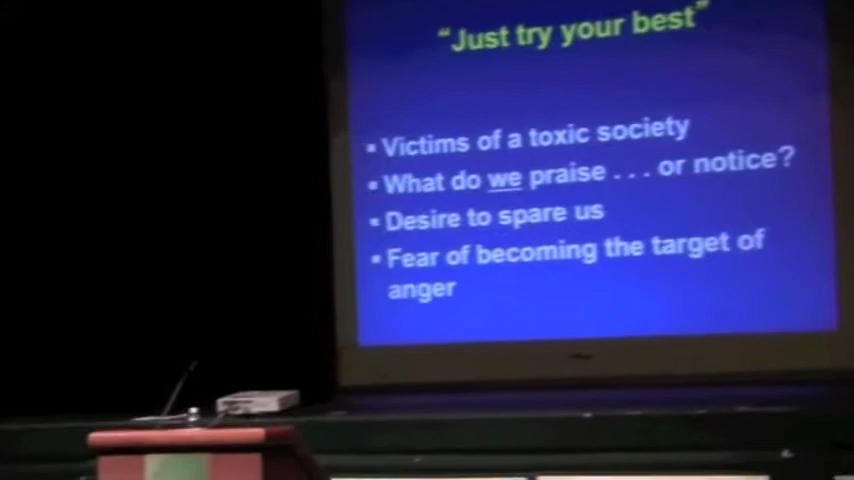 "Just try your best"
▪ Victims of a toxic society
▪ What do we praise . . . or notice?
▪ Desire to spare us
▪ Fear of becoming the target of
anger